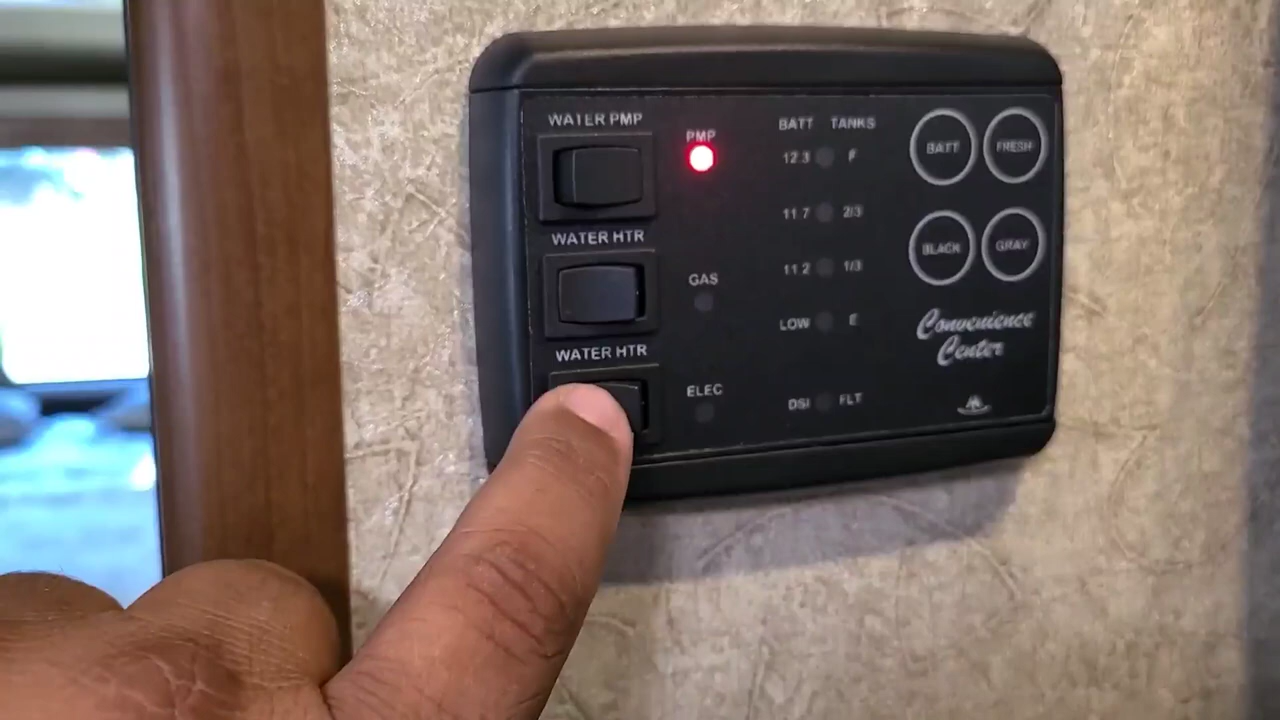 WATER PMP
PMP
WATER HTR
GAS
WATER HTR
ELEC
BATT TANKS
12.3 F
11.7 2/3
11.2 1/3
LOW E
DSI FLT
BATT
FRESH
BLACK
GRAY
Convenience
Center